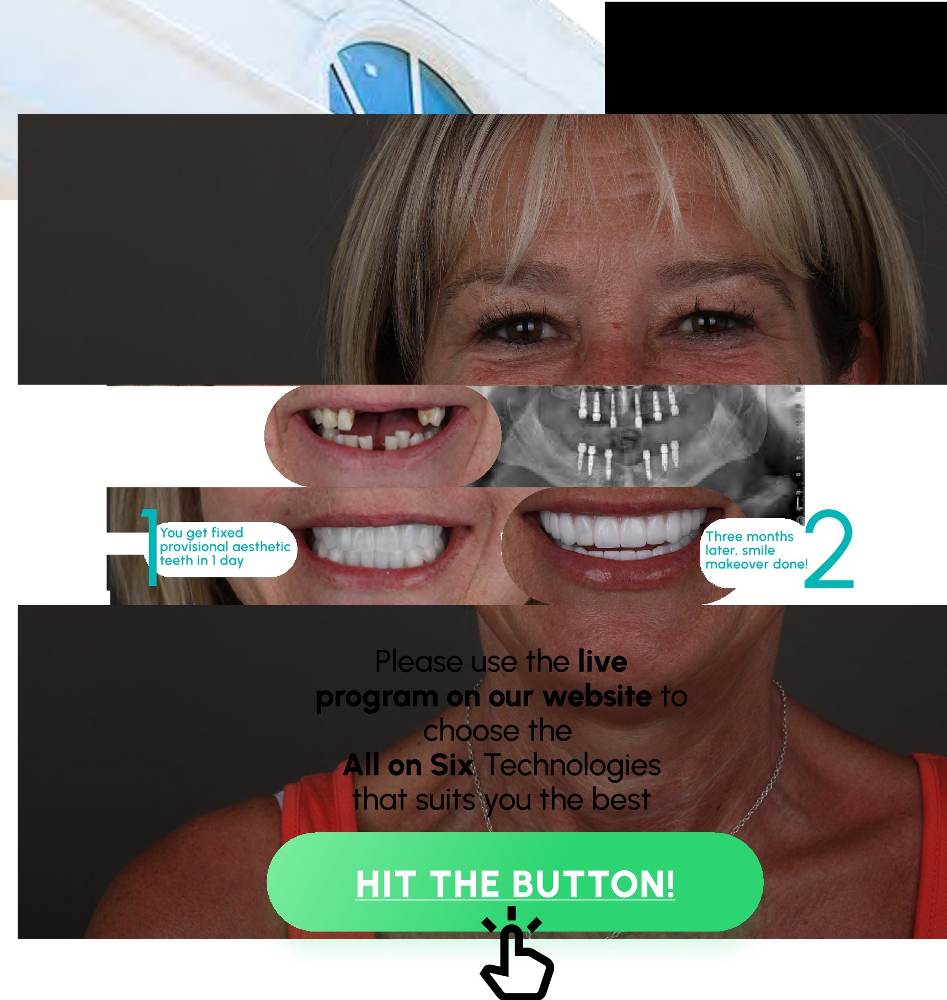 1
You get fixed
provisional aesthetic
teeth in 1 day
Three months
later, smile
makeover done!
2
Please use the live
program on our website to
choose the
All on Six Technologies
that suits you the best
HIT THE BUTTON!